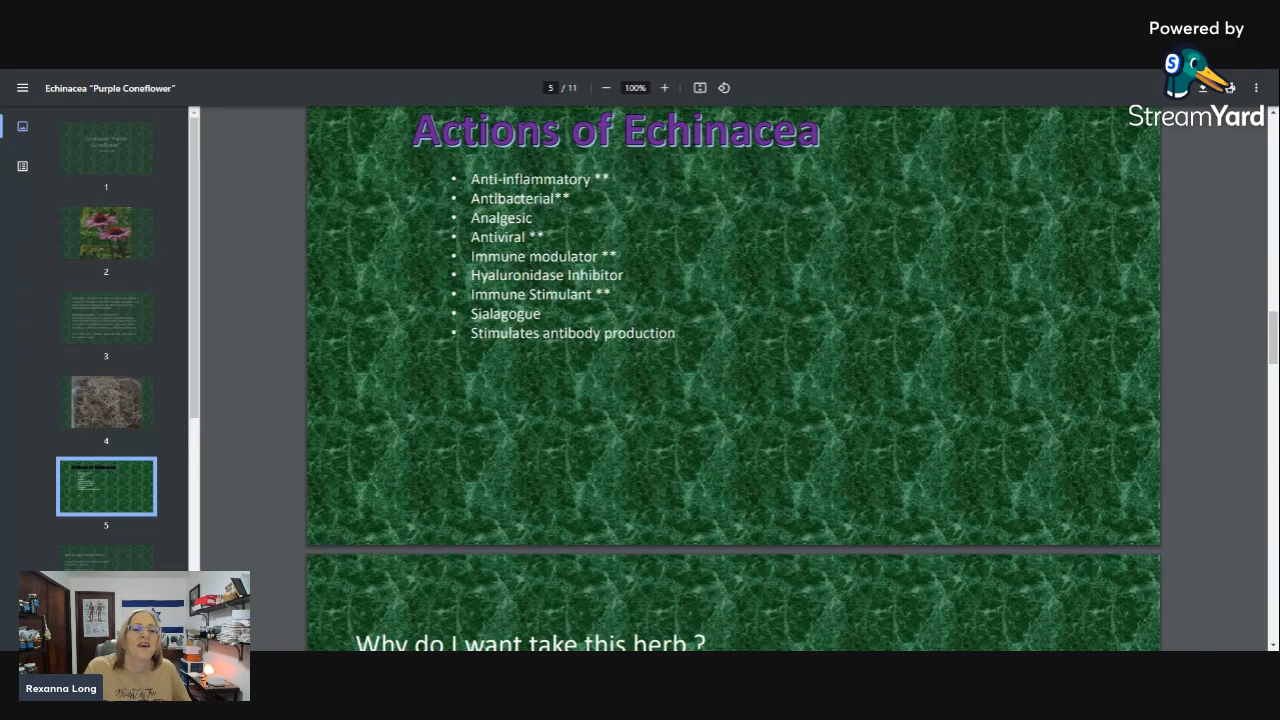 Powered by
StreamYard
Echinacea "Purple Coneflower"
5 / 11
100%
Actions of Echinacea
• Anti-inflammatory **
• Antibacterial**
• Analgesic
• Antiviral **
• Immune modulator **
• Hyaluronidase Inhibitor
• Immune Stimulant **
• Sialagogue
• Stimulates antibody production
1
2
3
4
5
Why do I want take this herb ?
Rexanna Long